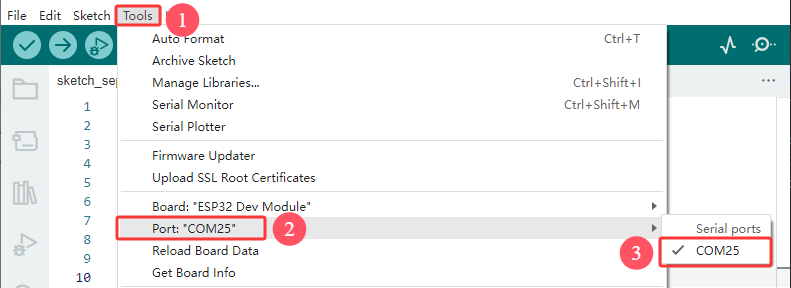 File Edit Sketch Tools 1
Auto Format Ctrl+T
Archive Sketch
sketch_sep
Manage Libraries... Ctrl+Shift+I
1
Serial Monitor Ctrl+Shift+M
2
Serial Plotter
3
Firmware Updater
4
Upload SSL Root Certificates
5
6
Board: "ESP32 Dev Module"
7
Port: "COM25" 2 Serial ports
8
Reload Board Data 3 COM25
9
Get Board Info
10